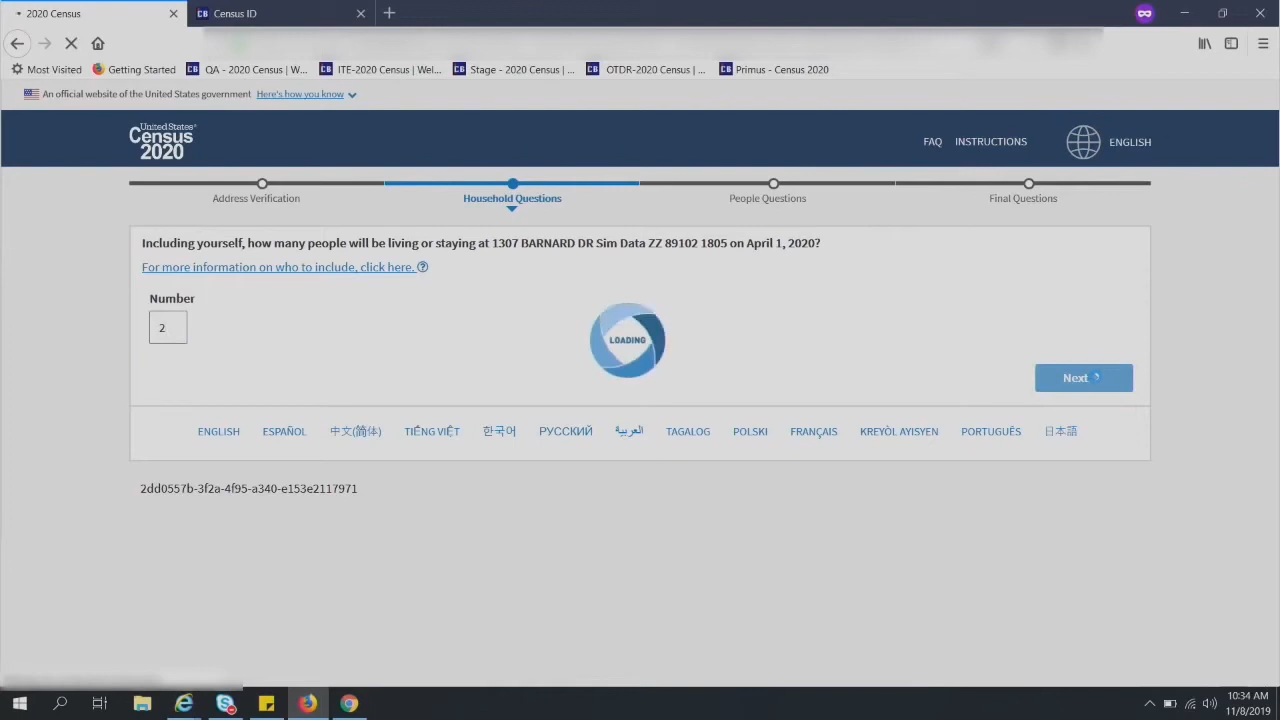 2020 Census
CB Census ID
Most Visited
Getting Started
CB QA - 2020 Census | W...
CB ITE-2020 Census | Wel...
CB Stage - 2020 Census | ...
CB OTDR-2020 Census | ...
CB Primus - Census 2020
An official website of the United States government Here's how you know
United States®
Census
2020
FAQ INSTRUCTIONS ENGLISH
Address Verification
Household Questions
People Questions
Final Questions
Including yourself, how many people will be living or staying at 1307 BARNARD DR Sim Data ZZ 89102 1805 on April 1, 2020?
For more information on who to include, click here. ?
Number
2
LOADING
Next
ENGLISH ESPAÑOL 中文(简体) TIẾNG VIỆT 한국어 РУССКИЙ العربية TAGALOG POLSKI FRANÇAIS KREYÒL AYISYEN PORTUGUÊS 日本語
2dd0557b-3f2a-4f95-a340-e153e2117971
10:34 AM
11/8/2019